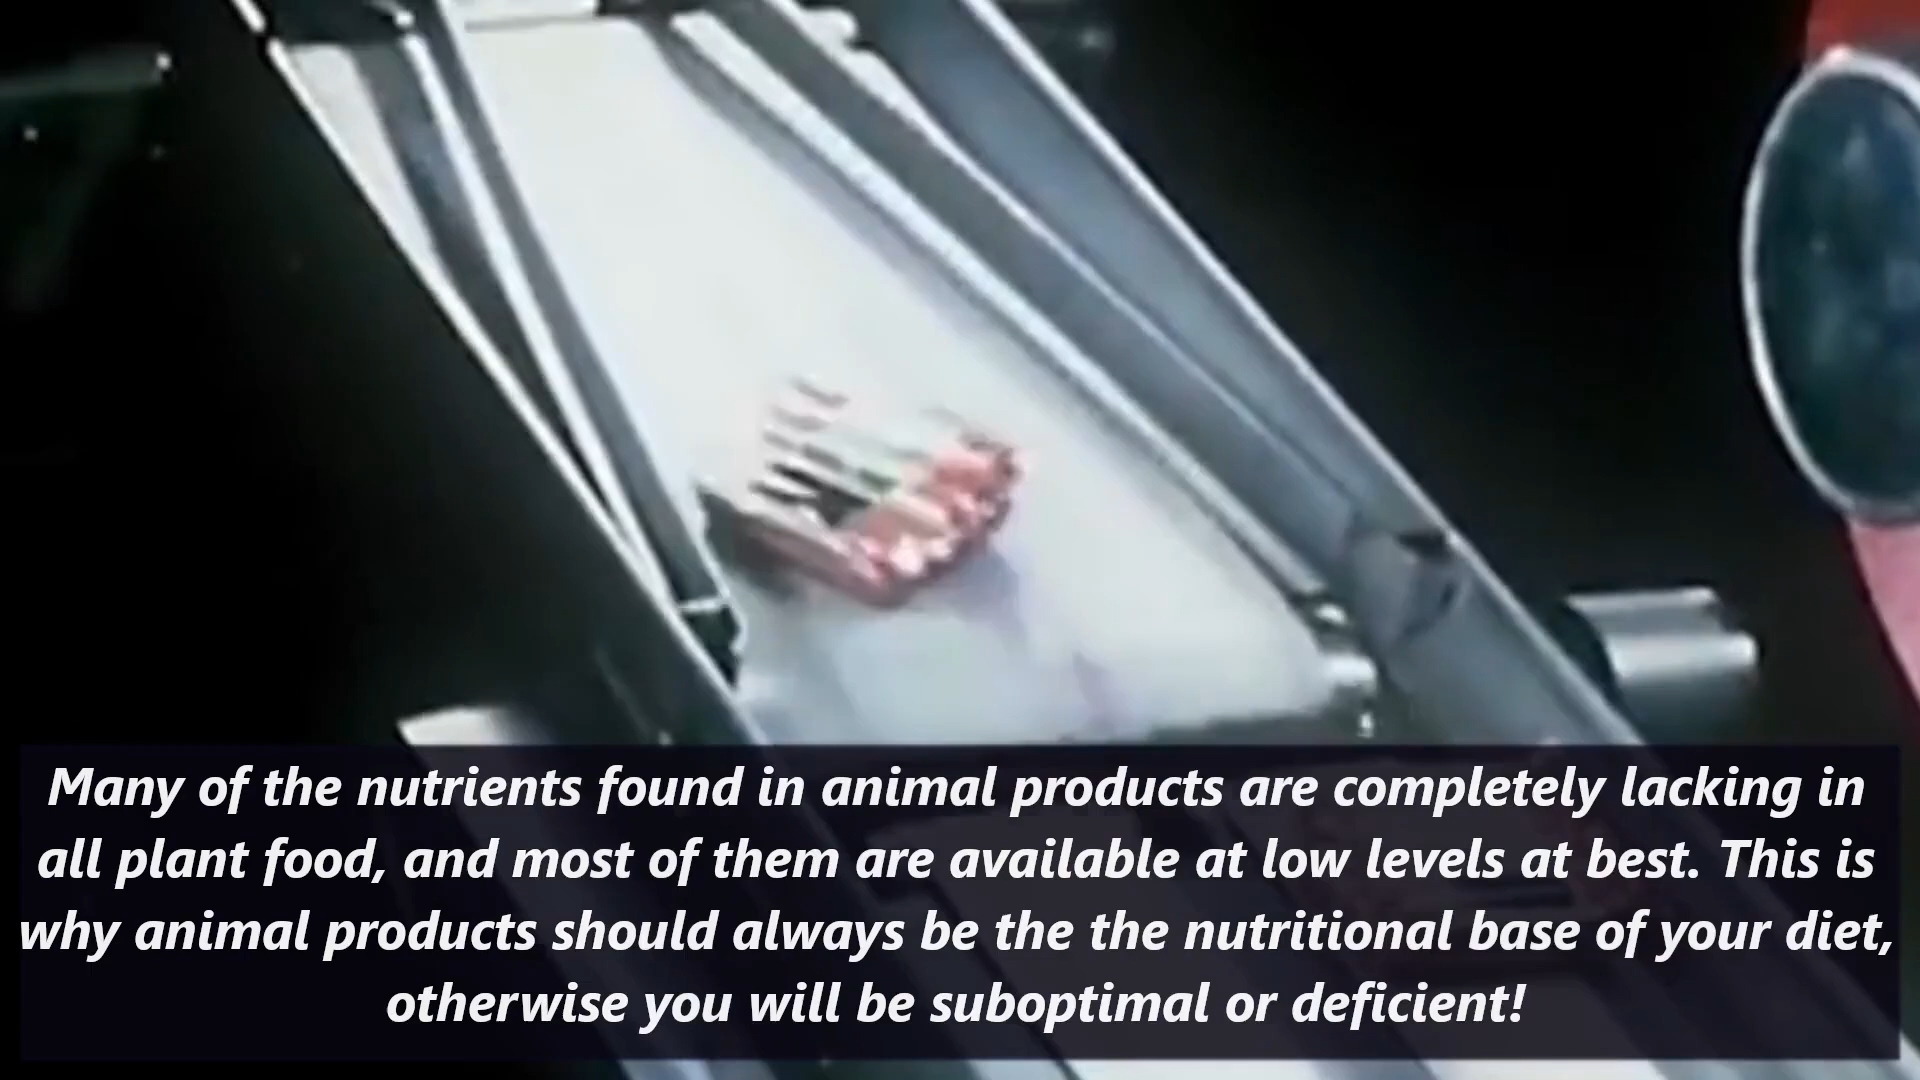 Many of the nutrients found in animal products are completely lacking in
all plant food, and most of them are available at low levels at best. This is
why animal products should always be the the nutritional base of your diet,
otherwise you will be suboptimal or deficient!